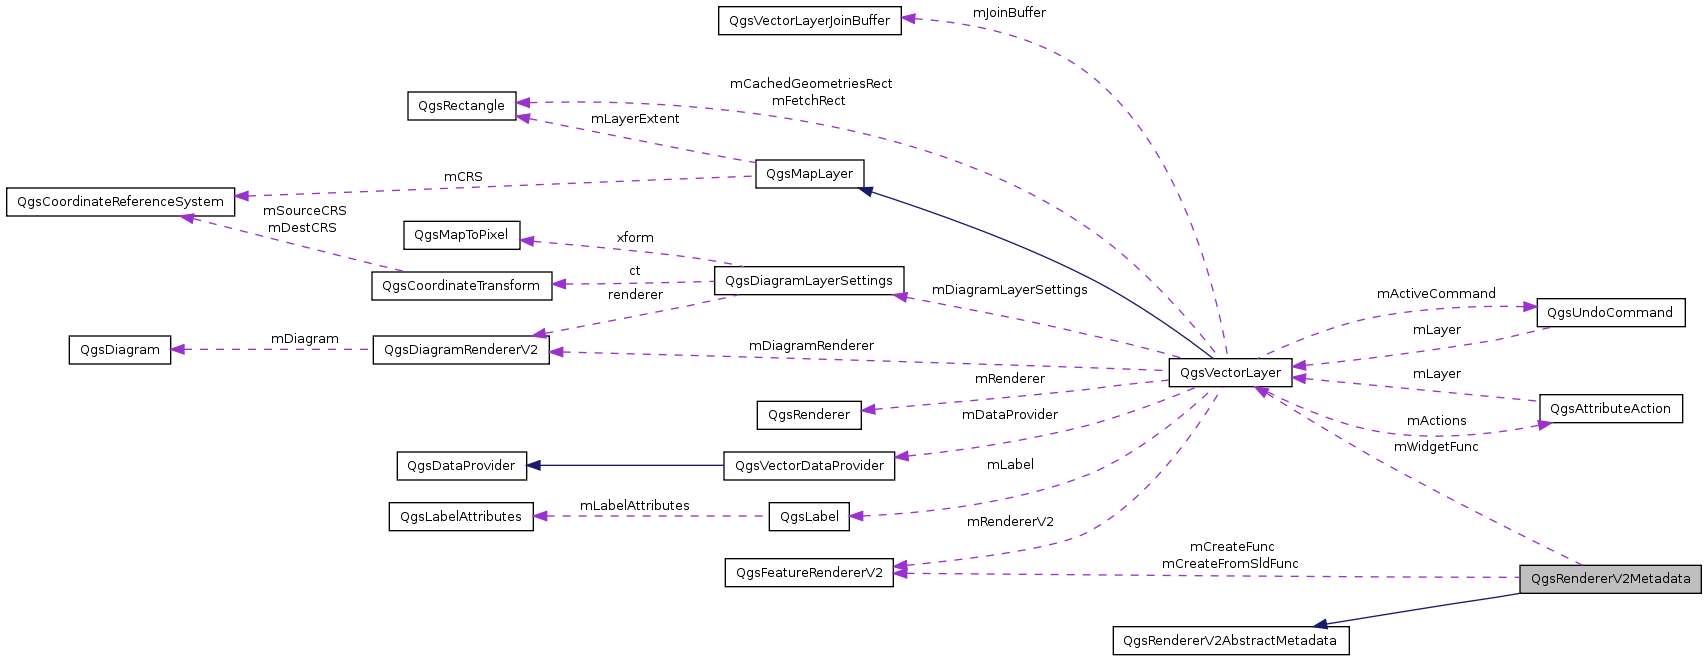 mJoinBuffer
QgsVectorLayerJoinBuffer
mCachedGeometriesRect
mFetchRect
QgsRectangle
mLayerExtent
QgsMapLayer
mCRS
QgsCoordinateReferenceSystem
mSourceCRS
mDestCRS
QgsMapToPixel
xform
ct
QgsDiagramLayerSettings
QgsCoordinateTransform
renderer
mDiagramLayerSettings
mActiveCommand
QgsUndoCommand
mLayer
QgsDiagram
mDiagram
QgsDiagramRendererV2
mDiagramRenderer
QgsVectorLayer
mLayer
mRenderer
QgsRenderer
mDataProvider
QgsAttributeAction
mActions
mWidgetFunc
QgsDataProvider
QgsVectorDataProvider
mLabel
QgsLabelAttributes
mLabelAttributes
QgsLabel
mRendererV2
mCreateFunc
mCreateFromSldFunc
QgsFeatureRendererV2
QgsRendererV2Metadata
QgsRendererV2AbstractMetadata